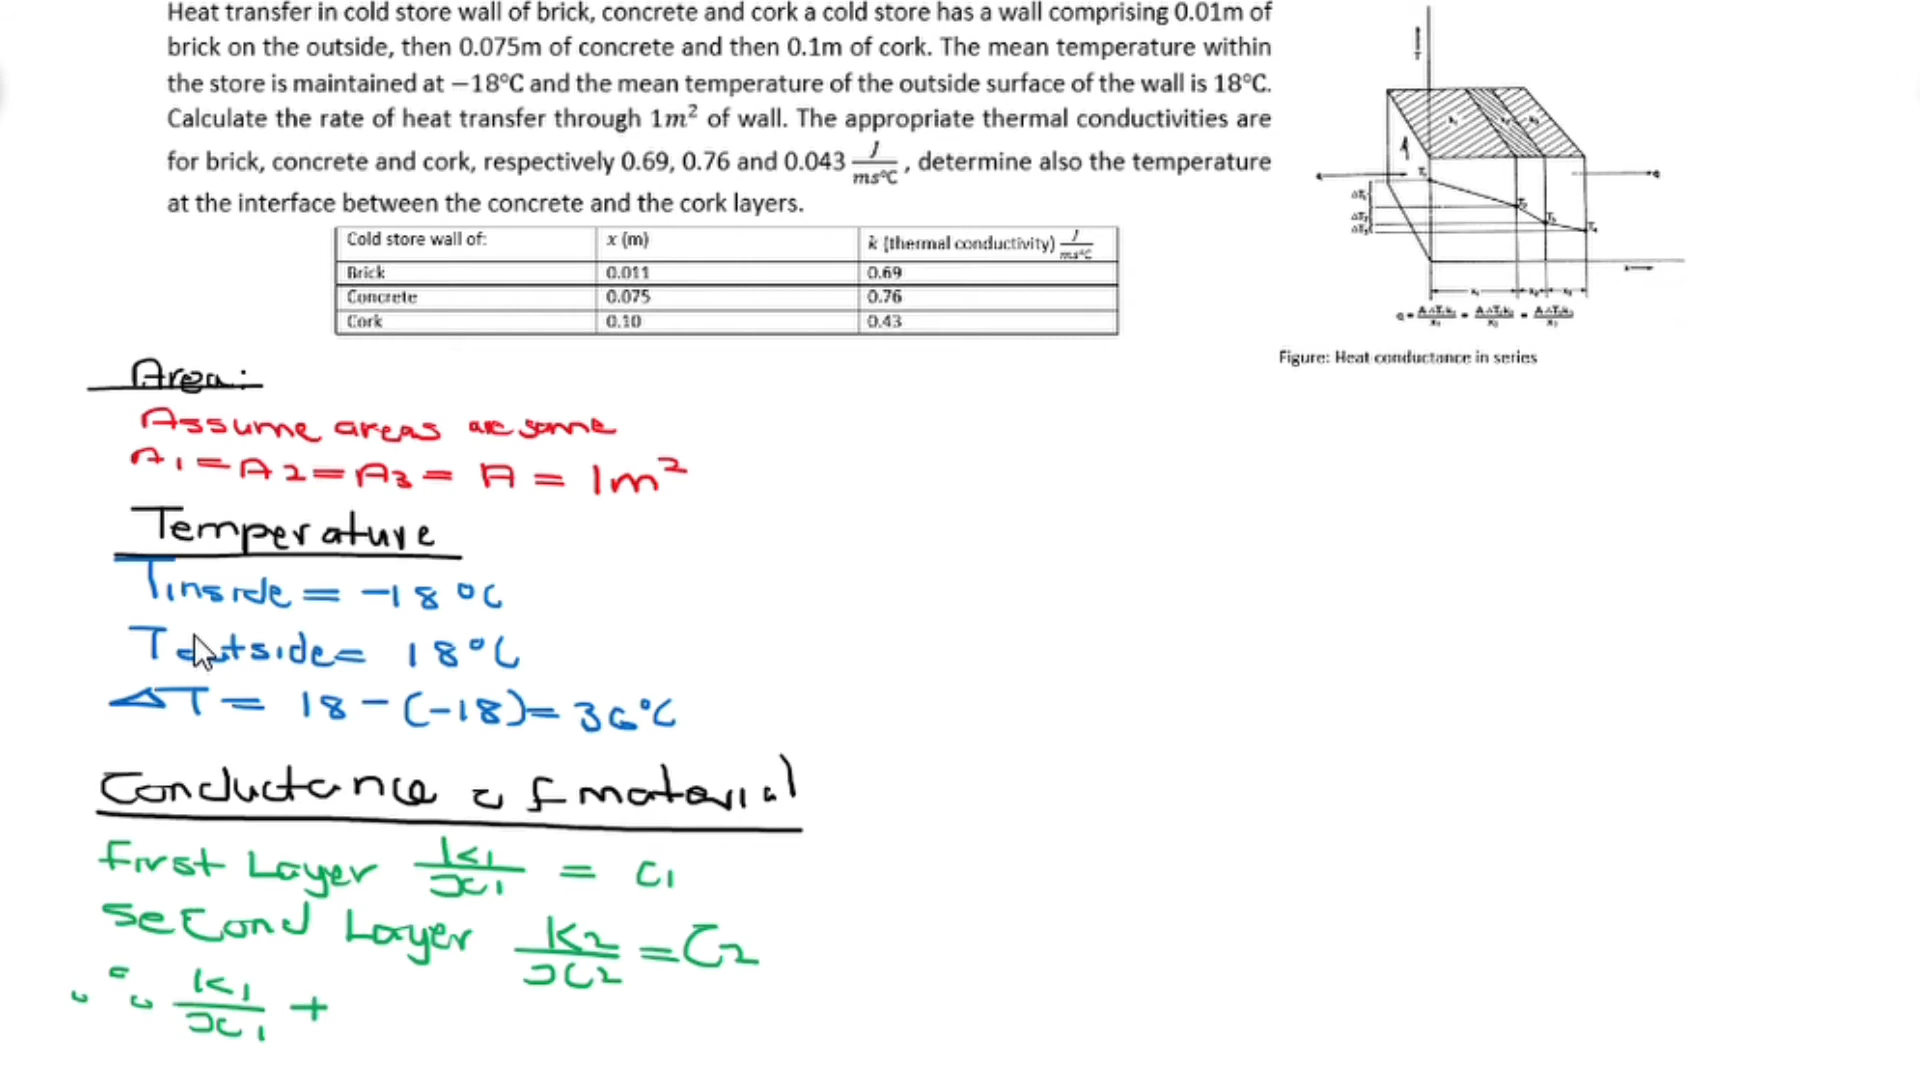 Heat transfer in cold store wall of brick, concrete and cork a cold store has a wall comprising 0.01m of
brick on the outside, then 0.075m of concrete and then 0.1m of cork. The mean temperature within
the store is maintained at −18°C and the mean temperature of the outside surface of the wall is 18°C.
Calculate the rate of heat transfer through 1m² of wall. The appropriate thermal conductivities are
for brick, concrete and cork, respectively 0.69, 0.76 and 0.043 J/ms°C , determine also the temperature
at the interface between the concrete and the cork layers.
Cold store wall of: x (m) k (thermal conductivity) J/ms°C
Brick 0.011 0.69
Concrete 0.075 0.76
Cork 0.10 0.43
Figure: Heat conductance in series
Area:
Assume areas are same
A1 = A2 = A3 = A = 1m²
Temperature
Tinside = -18 °C
Toutside = 18°C
ΔT = 18 - (-18) = 36°C
Conductance of material
First Layer K1/x1 = C1
Second Layer K2/x2 = C2
∴ K1/x1 +